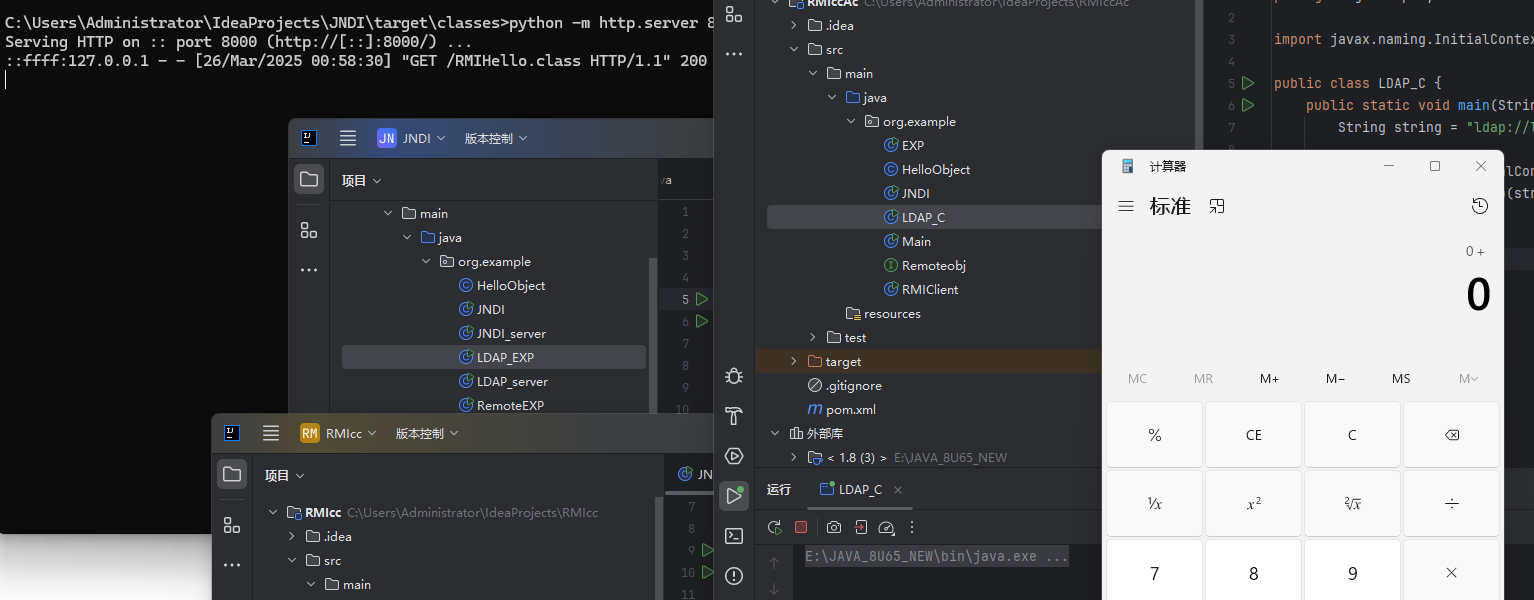 C:\Users\Administrator\IdeaProjects\JNDI\target\classes>python -m http.server 8
Serving HTTP on :: port 8000 (http://[::]:8000/) ...
::ffff:127.0.0.1 - - [26/Mar/2025 00:58:30] "GET /RMIHello.class HTTP/1.1" 200
JN JNDI 版本控制
项目
va
main
java
org.example
HelloObject
JNDI
JNDI_server
LDAP_EXP
LDAP_server
RemoteEXP
1
2
3
4
5
6
7
8
9
10
RM RMIcc 版本控制
项目
JN
RMIcc C:\Users\Administrator\IdeaProjects\RMIcc
.idea
src
main
7
8
9
10
11
RMIccAc C:\Users\Administrator\IdeaProjects\RMIccAc
.idea
src
main
java
org.example
EXP
HelloObject
JNDI
LDAP_C
Main
Remoteobj
RMIClient
resources
test
target
.gitignore
pom.xml
外部库
< 1.8 (3) > E:\JAVA_8U65_NEW
运行 LDAP_C
E:\JAVA_8U65_NEW\bin\java.exe ...
2
3 import javax.naming.InitialContex
4
5 public class LDAP_C {
6 public static void main(Strin
7 String string = "ldap://l
alCon
(str
计算器
标准
0 +
0
MC MR M+ M− MS M
% CE C
¹⁄x x² ²√x ÷
7 8 9 ×